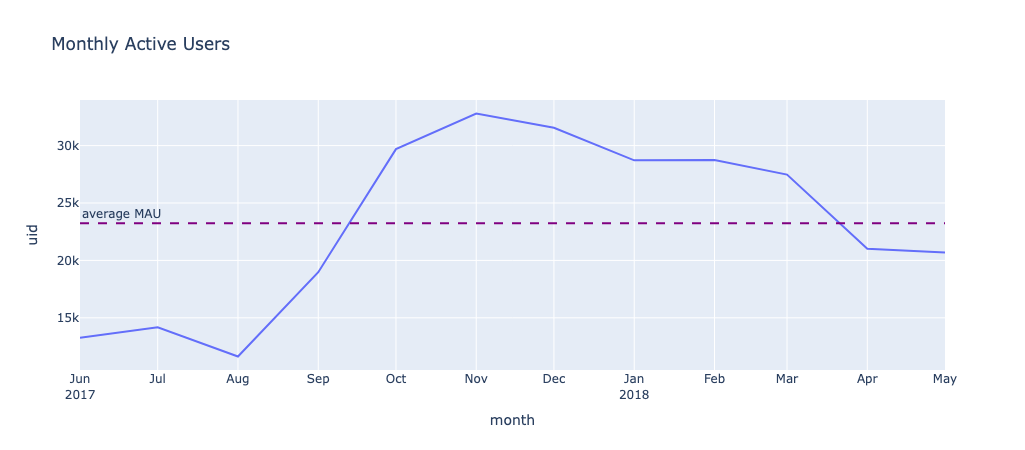 Monthly Active Users
30k
25k
average MAU
uid
20k
15k
Jun Jul Aug Sep Oct Nov Dec Jan Feb Mar Apr May
2017 2018
month